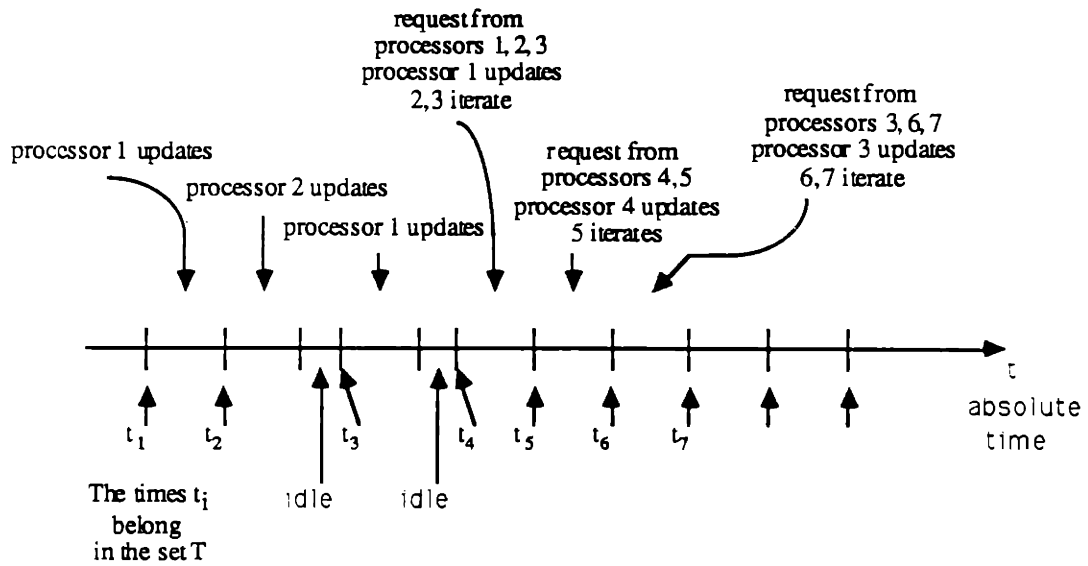 request from
processors 1, 2, 3
processor 1 updates
2, 3 iterate
request from
processors 3, 6, 7
processor 3 updates
6, 7 iterate
processor 1 updates
request from
processors 4, 5
processor 4 updates
5 iterates
processor 2 updates
processor 1 updates
t
absolute
time
t1
t2
t3
t4
t5
t6
t7
The times ti
belong
in the set T
idle
idle